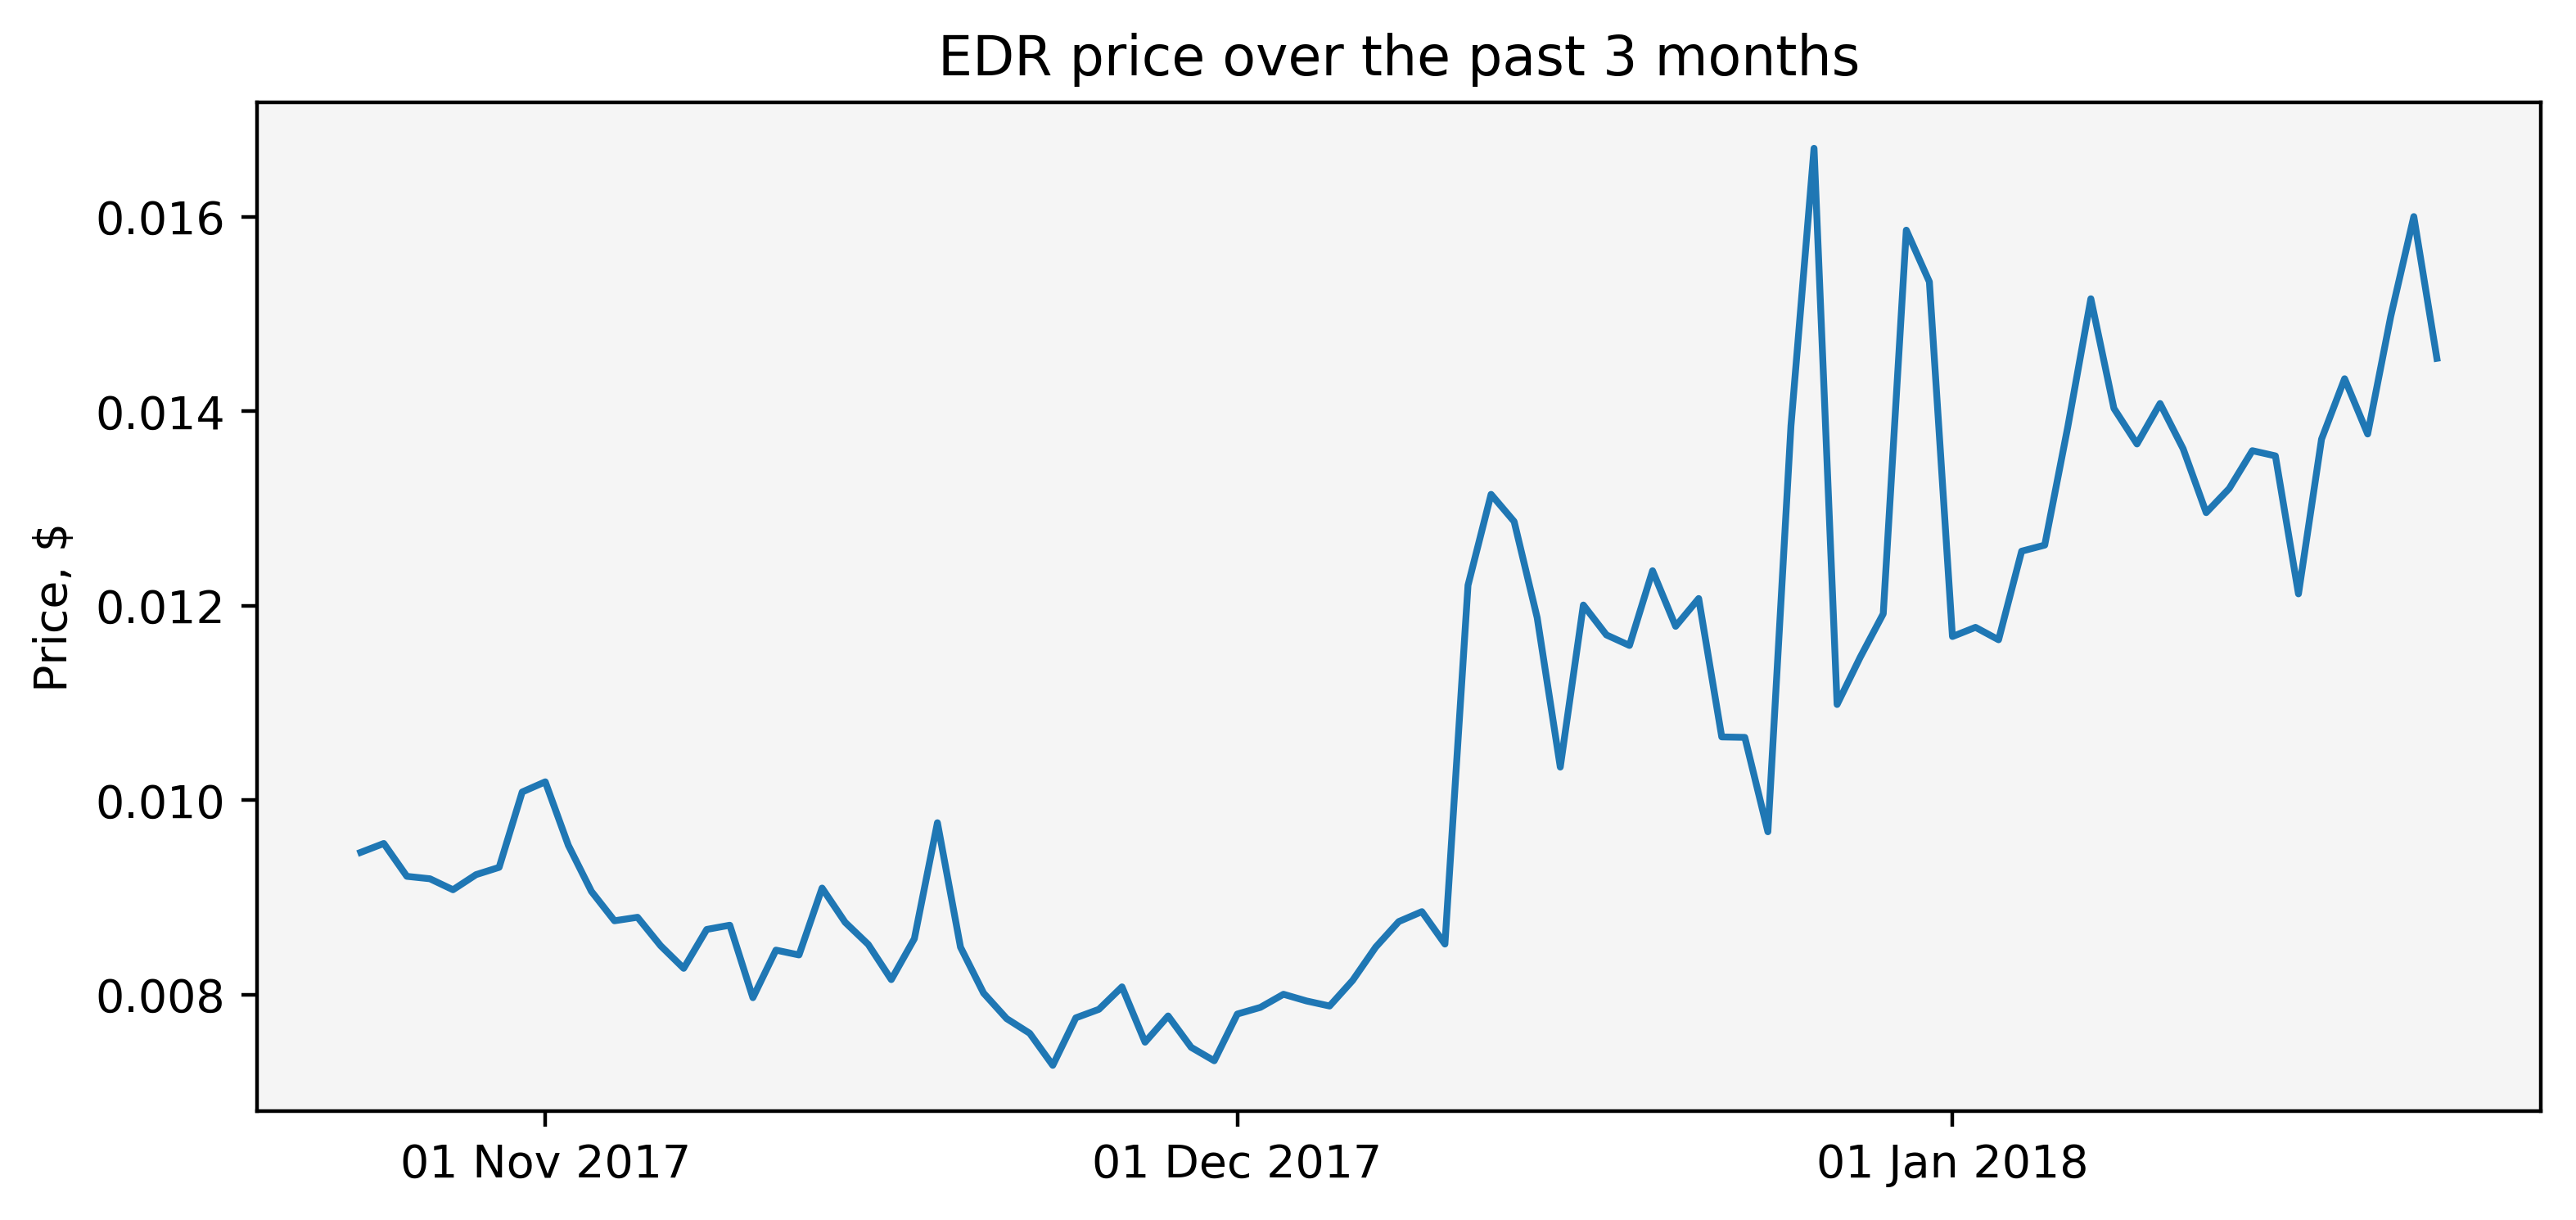 EDR price over the past 3 months
Price, $
0.016
0.014
0.012
0.010
0.008
01 Nov 2017
01 Dec 2017
01 Jan 2018